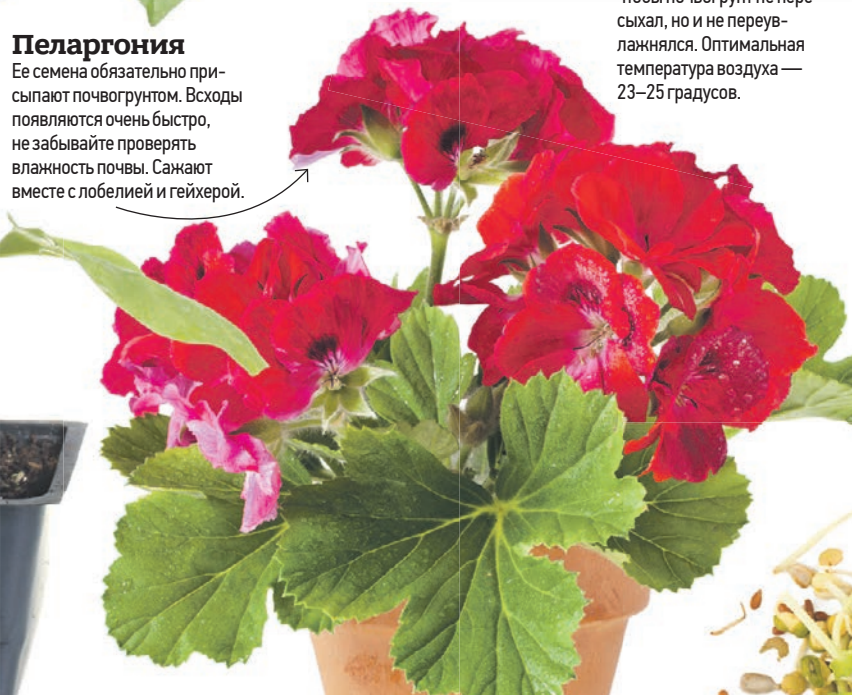 Пеларгония
Ее семена обязательно при-
сыпают почвогрунтом. Всходы
появляются очень быстро,
не забывайте проверять
влажность почвы. Сажают
вместе с лобелией и гейхерой.
сыхал, но и не переув-
лажнялся. Оптимальная
температура воздуха —
23–25 градусов.